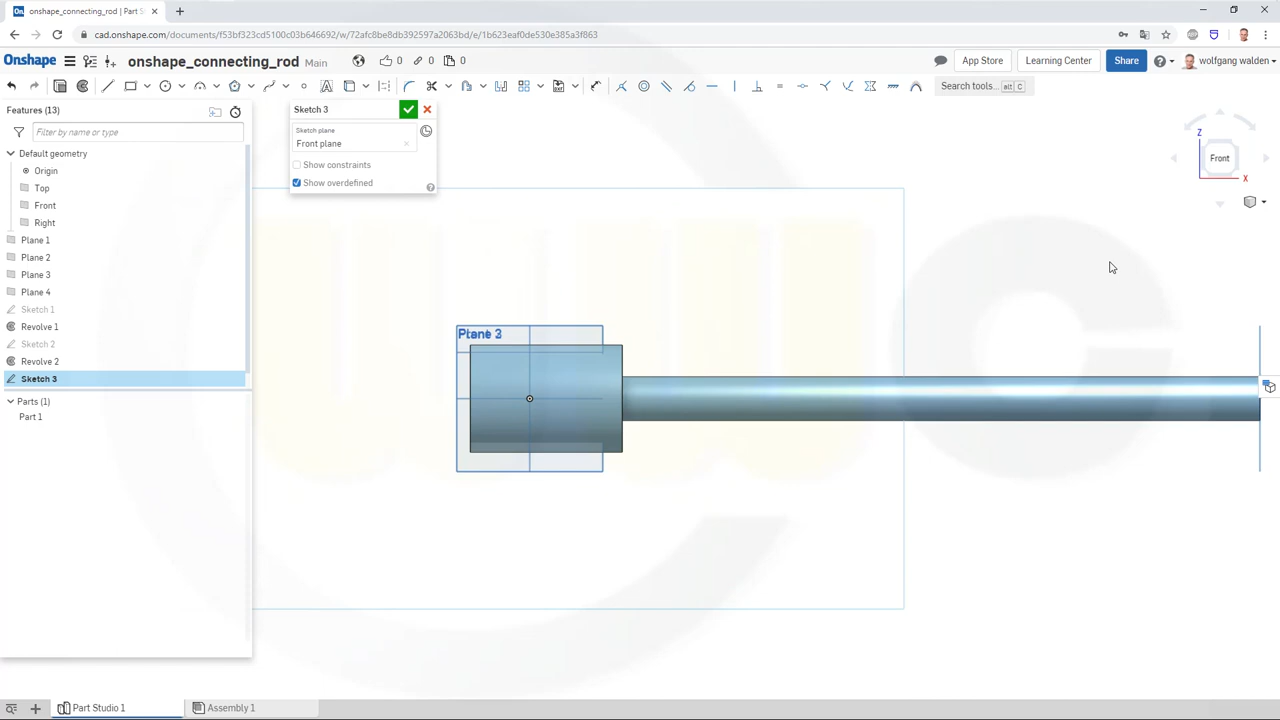 onshape_connecting_rod | Part S
cad.onshape.com/documents/f53bf323cd5100c03b646692/w/72afc8be8db392597a2063bd/e/1b623eaf0de530e385a3f863
Onshape
onshape_connecting_rod Main
0
0
0
App Store
Learning Center
Share
wolfgang walden
Search tools...
alt
C
Features (13)
Filter by name or type
Default geometry
Origin
Top
Front
Right
Plane 1
Plane 2
Plane 3
Plane 4
Sketch 1
Revolve 1
Sketch 2
Revolve 2
Sketch 3
Parts (1)
Part 1
Sketch 3
Sketch plane
Front plane
Show constraints
Show overdefined
Z
Front
X
Part Studio 1
Assembly 1